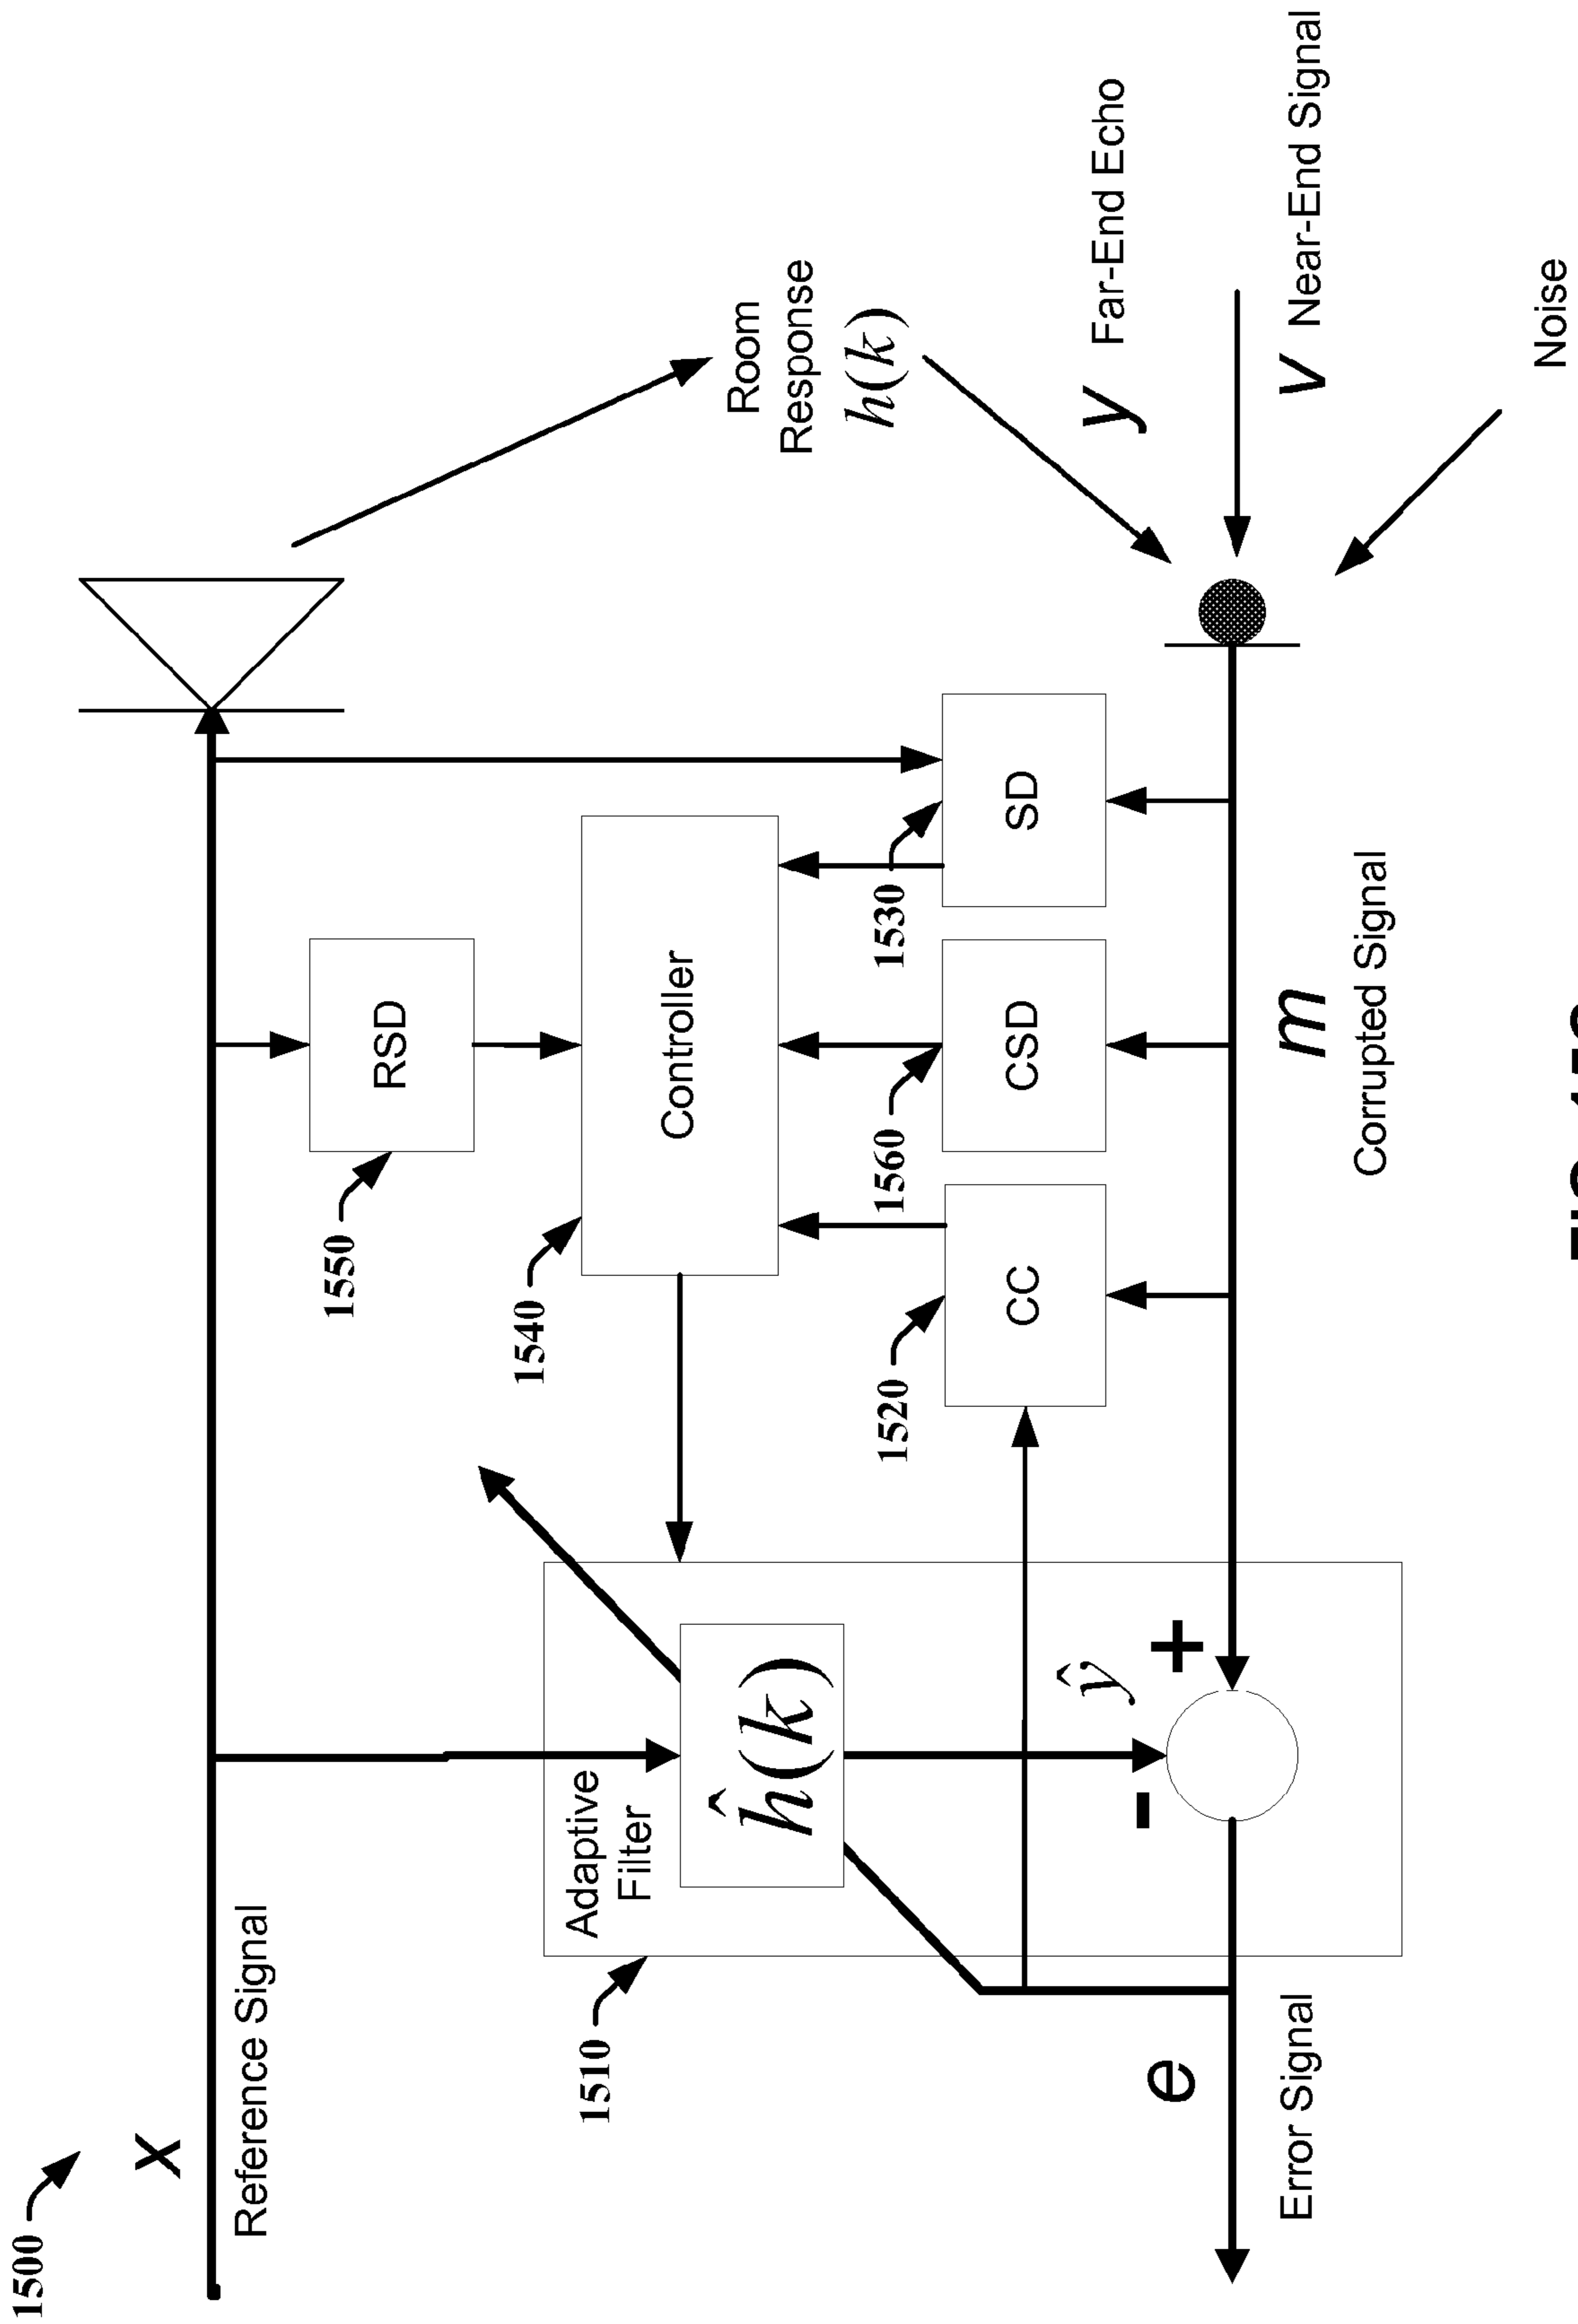 1500
x
Reference Signal
1550
RSD
1540
1510
Adaptive
Filter
Controller
Room
Response
h(k)
ĥ(k)
1520
1560
1530
CC
CSD
SD
ŷ
y
Far-End Echo
-
+
e
Error Signal
m
Corrupted Signal
v
Near-End Signal
Noise